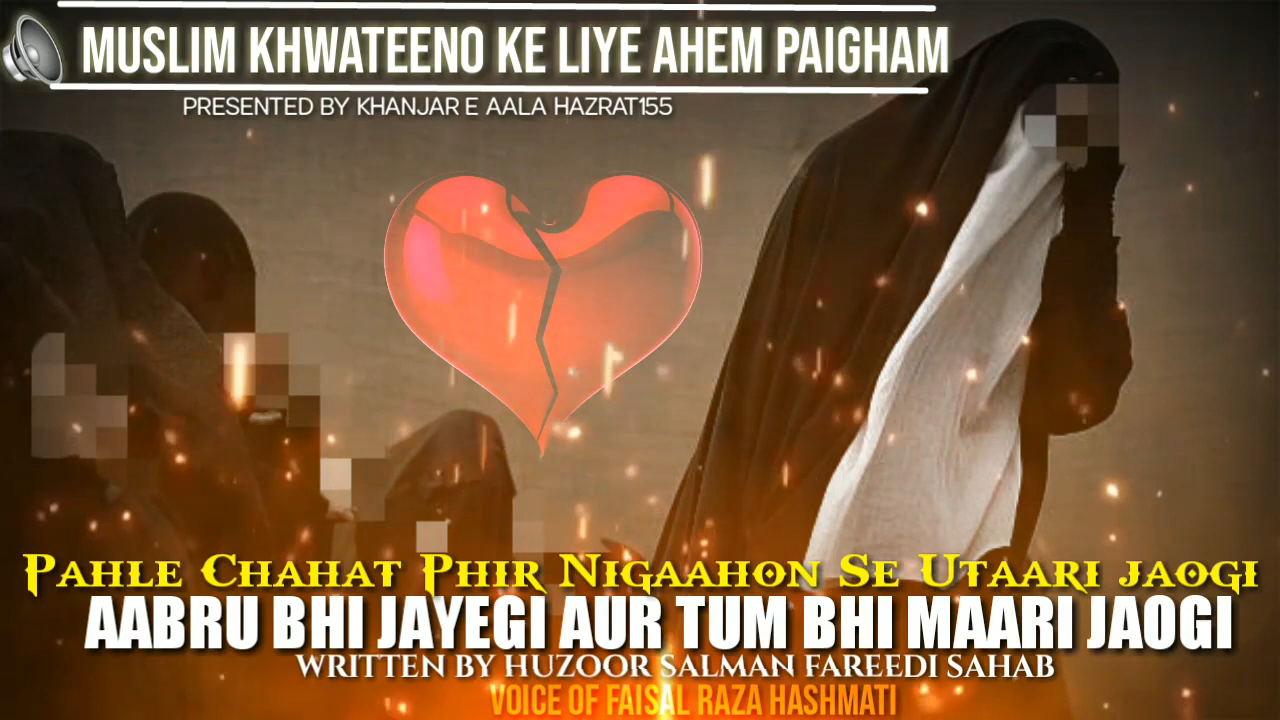 MUSLIM KHWATEENO KE LIYE AHEM PAIGHAM
PRESENTED BY KHANJAR E AALA HAZRAT155
PAHLE CHAHAT PHIR NIGAAHON SE UTAARI JAOGI
AABRU BHI JAYEGI AUR TUM BHI MAARI JAOGI
WRITTEN BY HUZOOR SALMAN FAREEDI SAHAB
VOICE OF FAISAL RAZA HASHMATI